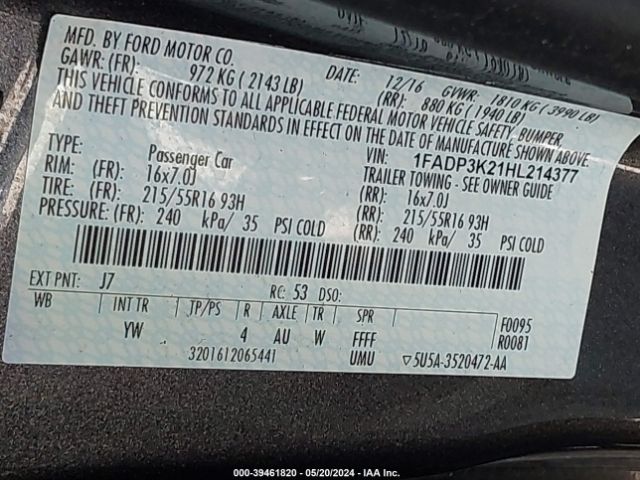 MFD. BY FORD MOTOR CO.
DATE: 12/16 GVWR: 1810 KG ( 3990 LB)
GAWR: (FR): 972 KG ( 2143 LB) (RR): 880 KG ( 1940 LB)
THIS VEHICLE CONFORMS TO ALL APPLICABLE FEDERAL MOTOR VEHICLE SAFETY, BUMPER,
AND THEFT PREVENTION STANDARDS IN EFFECT ON THE DATE OF MANUFACTURE SHOWN ABOVE
TYPE: Passenger Car VIN: 1FADP3K21HL214377
TRAILER TOWING - SEE OWNER GUIDE
RIM: (FR): 16x7.0J (RR): 16x7.0J
TIRE: (FR): 215/55R16 93H (RR): 215/55R16 93H
PRESSURE: (FR): 240 kPa/ 35 PSI COLD (RR): 240 kPa/ 35 PSI COLD
EXT PNT: J7 RC: 53 DSO:
WB INT TR TP/PS R AXLE TR SPR F0095
YW 4 AU W FFFF R0081
3201612065441 UMU ▽5U5A-3520472-AA
000-39461820 — 05/20/2024 — IAA Inc.